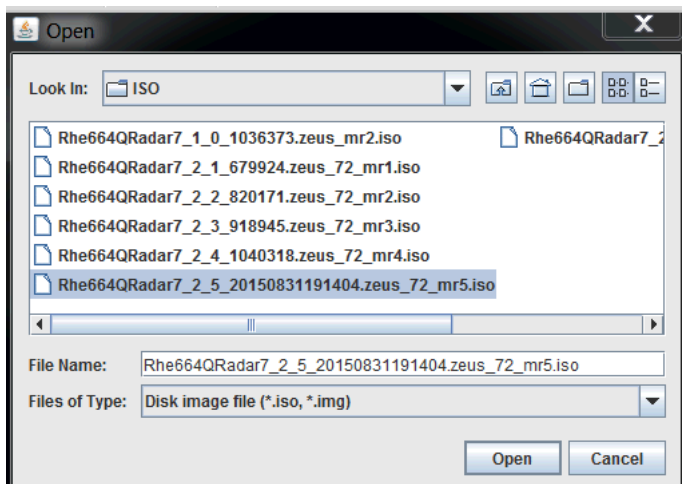 Open
Look In: ISO
Rhe664QRadar7_1_0_1036373.zeus_mr2.iso
Rhe664QRadar7_2_1_679924.zeus_72_mr1.iso
Rhe664QRadar7_2_2_820171.zeus_72_mr2.iso
Rhe664QRadar7_2_3_918945.zeus_72_mr3.iso
Rhe664QRadar7_2_4_1040318.zeus_72_mr4.iso
Rhe664QRadar7_2_5_20150831191404.zeus_72_mr5.iso
Rhe664QRadar7_2
File Name: Rhe664QRadar7_2_5_20150831191404.zeus_72_mr5.iso
Files of Type: Disk image file (*.iso, *.img)
Open Cancel